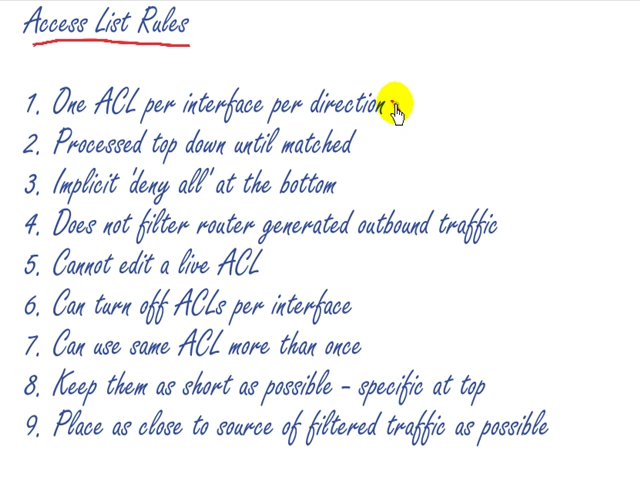 Access List Rules
1. One ACL per interface per direction
2. Processed top down until matched
3. Implicit 'deny all' at the bottom
4. Does not filter router generated outbound traffic
5. Cannot edit a live ACL
6. Can turn off ACLs per interface
7. Can use same ACL more than once
8. Keep them as short as possible - specific at top
9. Place as close to source of filtered traffic as possible